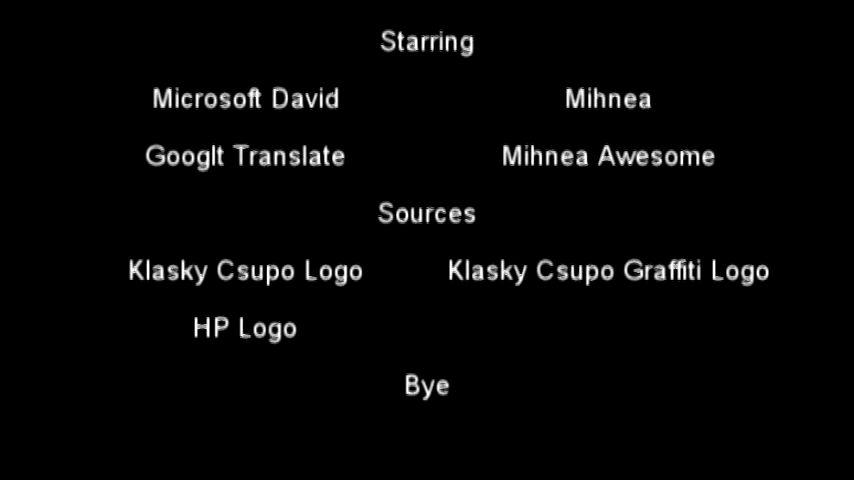 Starring
Microsoft David Mihnea
Googlt Translate Mihnea Awesome
Sources
Klasky Csupo Logo Klasky Csupo Graffiti Logo
HP Logo
Bye